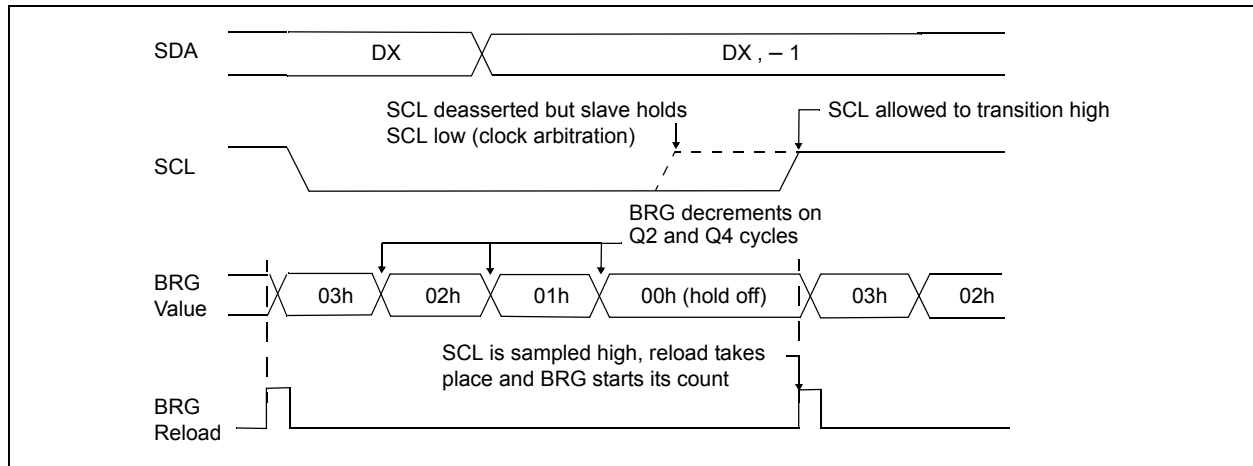 SDA
DX
DX , – 1
SCL deasserted but slave holds
SCL low (clock arbitration)
SCL allowed to transition high
SCL
BRG decrements on
Q2 and Q4 cycles
BRG
Value
03h
02h
01h
00h (hold off)
03h
02h
SCL is sampled high, reload takes
place and BRG starts its count
BRG
Reload